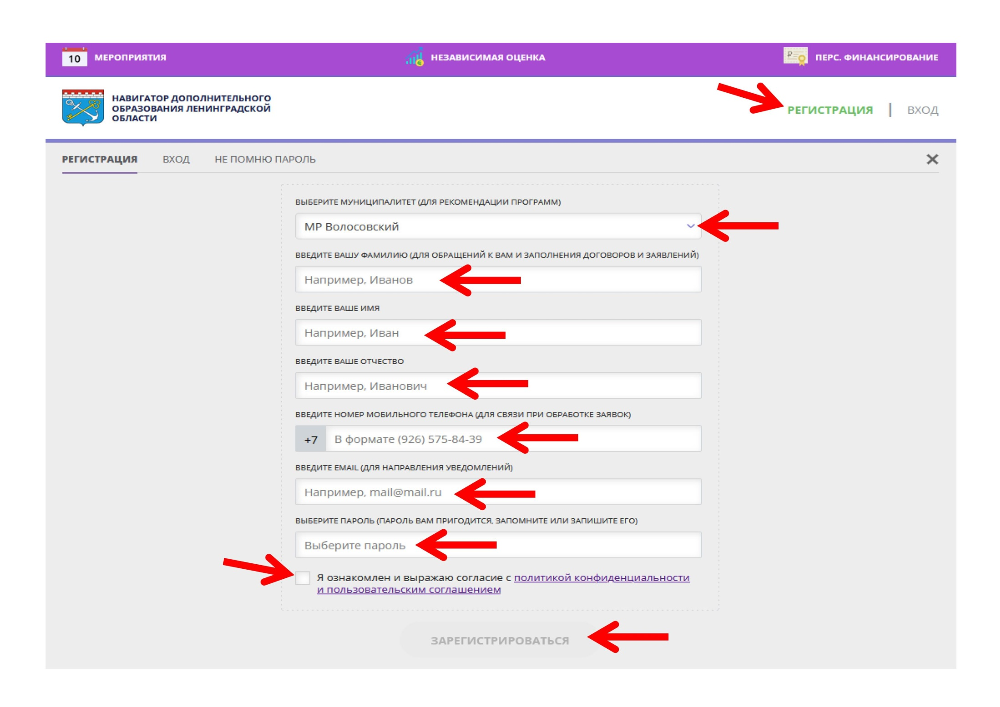 10 МЕРОПРИЯТИЯ
НЕЗАВИСИМАЯ ОЦЕНКА
ПЕРС. ФИНАНСИРОВАНИЕ
НАВИГАТОР ДОПОЛНИТЕЛЬНОГО
ОБРАЗОВАНИЯ ЛЕНИНГРАДСКОЙ
ОБЛАСТИ
РЕГИСТРАЦИЯ | ВХОД
РЕГИСТРАЦИЯ ВХОД НЕ ПОМНЮ ПАРОЛЬ
ВЫБЕРИТЕ МУНИЦИПАЛИТЕТ (ДЛЯ РЕКОМЕНДАЦИИ ПРОГРАММ)
МР Волосовский
ВВЕДИТЕ ВАШУ ФАМИЛИЮ (ДЛЯ ОБРАЩЕНИЙ К ВАМ И ЗАПОЛНЕНИЯ ДОГОВОРОВ И ЗАЯВЛЕНИЙ)
Например, Иванов
ВВЕДИТЕ ВАШЕ ИМЯ
Например, Иван
ВВЕДИТЕ ВАШЕ ОТЧЕСТВО
Например, Иванович
ВВЕДИТЕ НОМЕР МОБИЛЬНОГО ТЕЛЕФОНА (ДЛЯ СВЯЗИ ПРИ ОБРАБОТКЕ ЗАЯВОК)
+7 В формате (926) 575-84-39
ВВЕДИТЕ EMAIL (ДЛЯ НАПРАВЛЕНИЯ УВЕДОМЛЕНИЙ)
Например, mail@mail.ru
ВЫБЕРИТЕ ПАРОЛЬ (ПАРОЛЬ ВАМ ПРИГОДИТСЯ, ЗАПОМНИТЕ ИЛИ ЗАПИШИТЕ ЕГО)
Выберите пароль
Я ознакомлен и выражаю согласие с политикой конфиденциальности
и пользовательским соглашением
ЗАРЕГИСТРИРОВАТЬСЯ